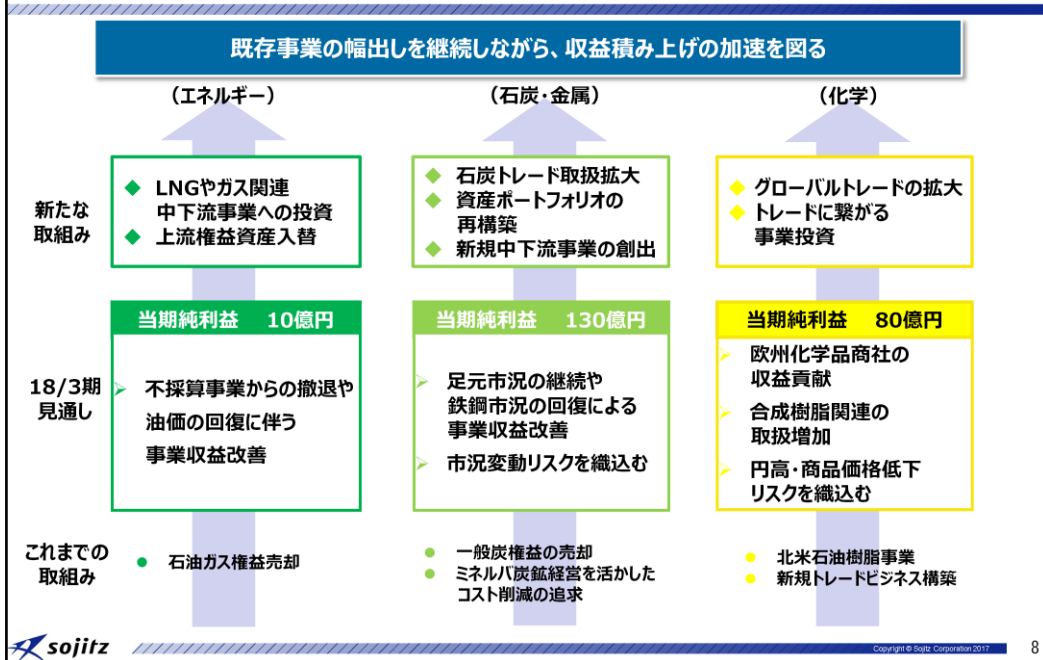 既存事業の幅出しを継続しながら、収益積み上げの加速を図る
（エネルギー）
（石炭・金属）
（化学）
新たな
取組み
◆ LNGやガス関連
中下流事業への投資
◆ 上流権益資産入替
◆ 石炭トレード取扱拡大
◆ 資産ポートフォリオの
再構築
◆ 新規中下流事業の創出
◆ グローバルトレードの拡大
◆ トレードに繋がる
事業投資
18/3期
見通し
当期純利益 10億円
➢ 不採算事業からの撤退や
油価の回復に伴う
事業収益改善
当期純利益 130億円
➢ 足元市況の継続や
鉄鋼市況の回復による
事業収益改善
➢ 市況変動リスクを織込む
当期純利益 80億円
➢ 欧州化学品商社の
収益貢献
➢ 合成樹脂関連の
取扱増加
➢ 円高・商品価格低下
リスクを織込む
これまでの
取組み
● 石油ガス権益売却
● 一般炭権益の売却
● ミネルバ炭鉱経営を活かした
コスト削減の追求
● 北米石油樹脂事業
● 新規トレードビジネス構築
sojitz
Copyright © Sojitz Corporation 2017
8